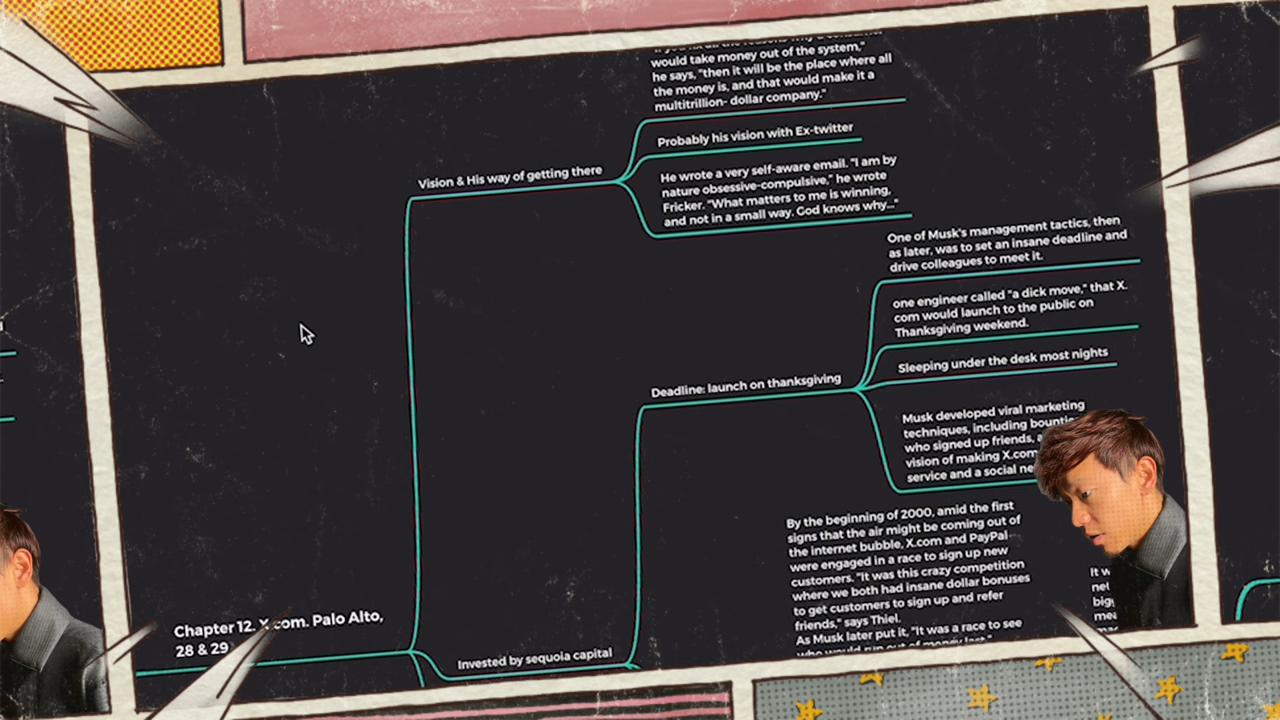 would take money out of the system,"
he says, "then it will be the place where all
the money is, and that would make it a
multitrillion- dollar company."
Probably his vision with Ex-twitter
Vision & His way of getting there
He wrote a very self-aware email. "I am by
nature obsessive-compulsive," he wrote
Fricker. "What matters to me is winning,
and not in a small way. God knows why..."
One of Musk's management tactics, then
as later, was to set an insane deadline and
drive colleagues to meet it.
one engineer called "a dick move," that X.
com would launch to the public on
Thanksgiving weekend.
Sleeping under the desk most nights
Deadline: launch on thanksgiving
Musk developed viral marketing
techniques, including
who signed up friends,
vision of making X.com
service and a social
By the beginning of 2000, amid the first
signs that the air might be coming out of
the internet bubble, X.com and PayPal
were engaged in a race to sign up new
customers. "It was this crazy competition
where we both had insane dollar bonuses
to get customers to sign up and refer
friends," says Thiel.
As Musk later put it, "It was a race to see
who would run out of money last."
It
Chapter 12. X.com. Palo Alto,
28 & 29
Invested by sequoia capital